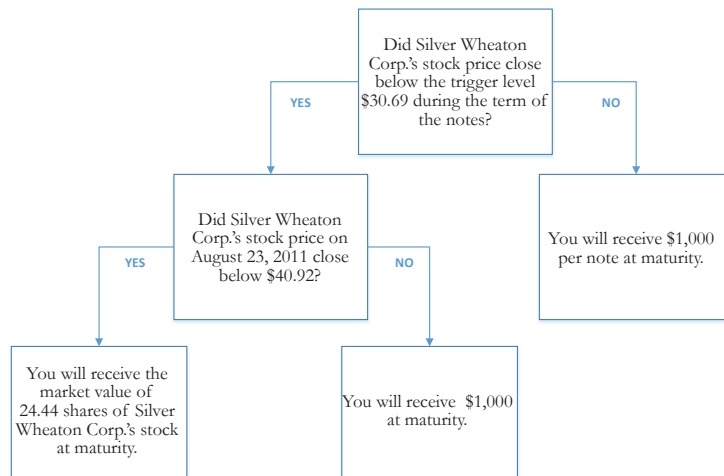 Did Silver Wheaton
Corp.'s stock price close
below the trigger level
$30.69 during the term of
the notes?
YES
NO
Did Silver Wheaton
Corp.'s stock price on
August 23, 2011 close
below $40.92?
You will receive $1,000
per note at maturity.
YES
NO
You will receive the
market value of
24.44 shares of Silver
Wheaton Corp.'s stock
at maturity.
You will receive $1,000
at maturity.